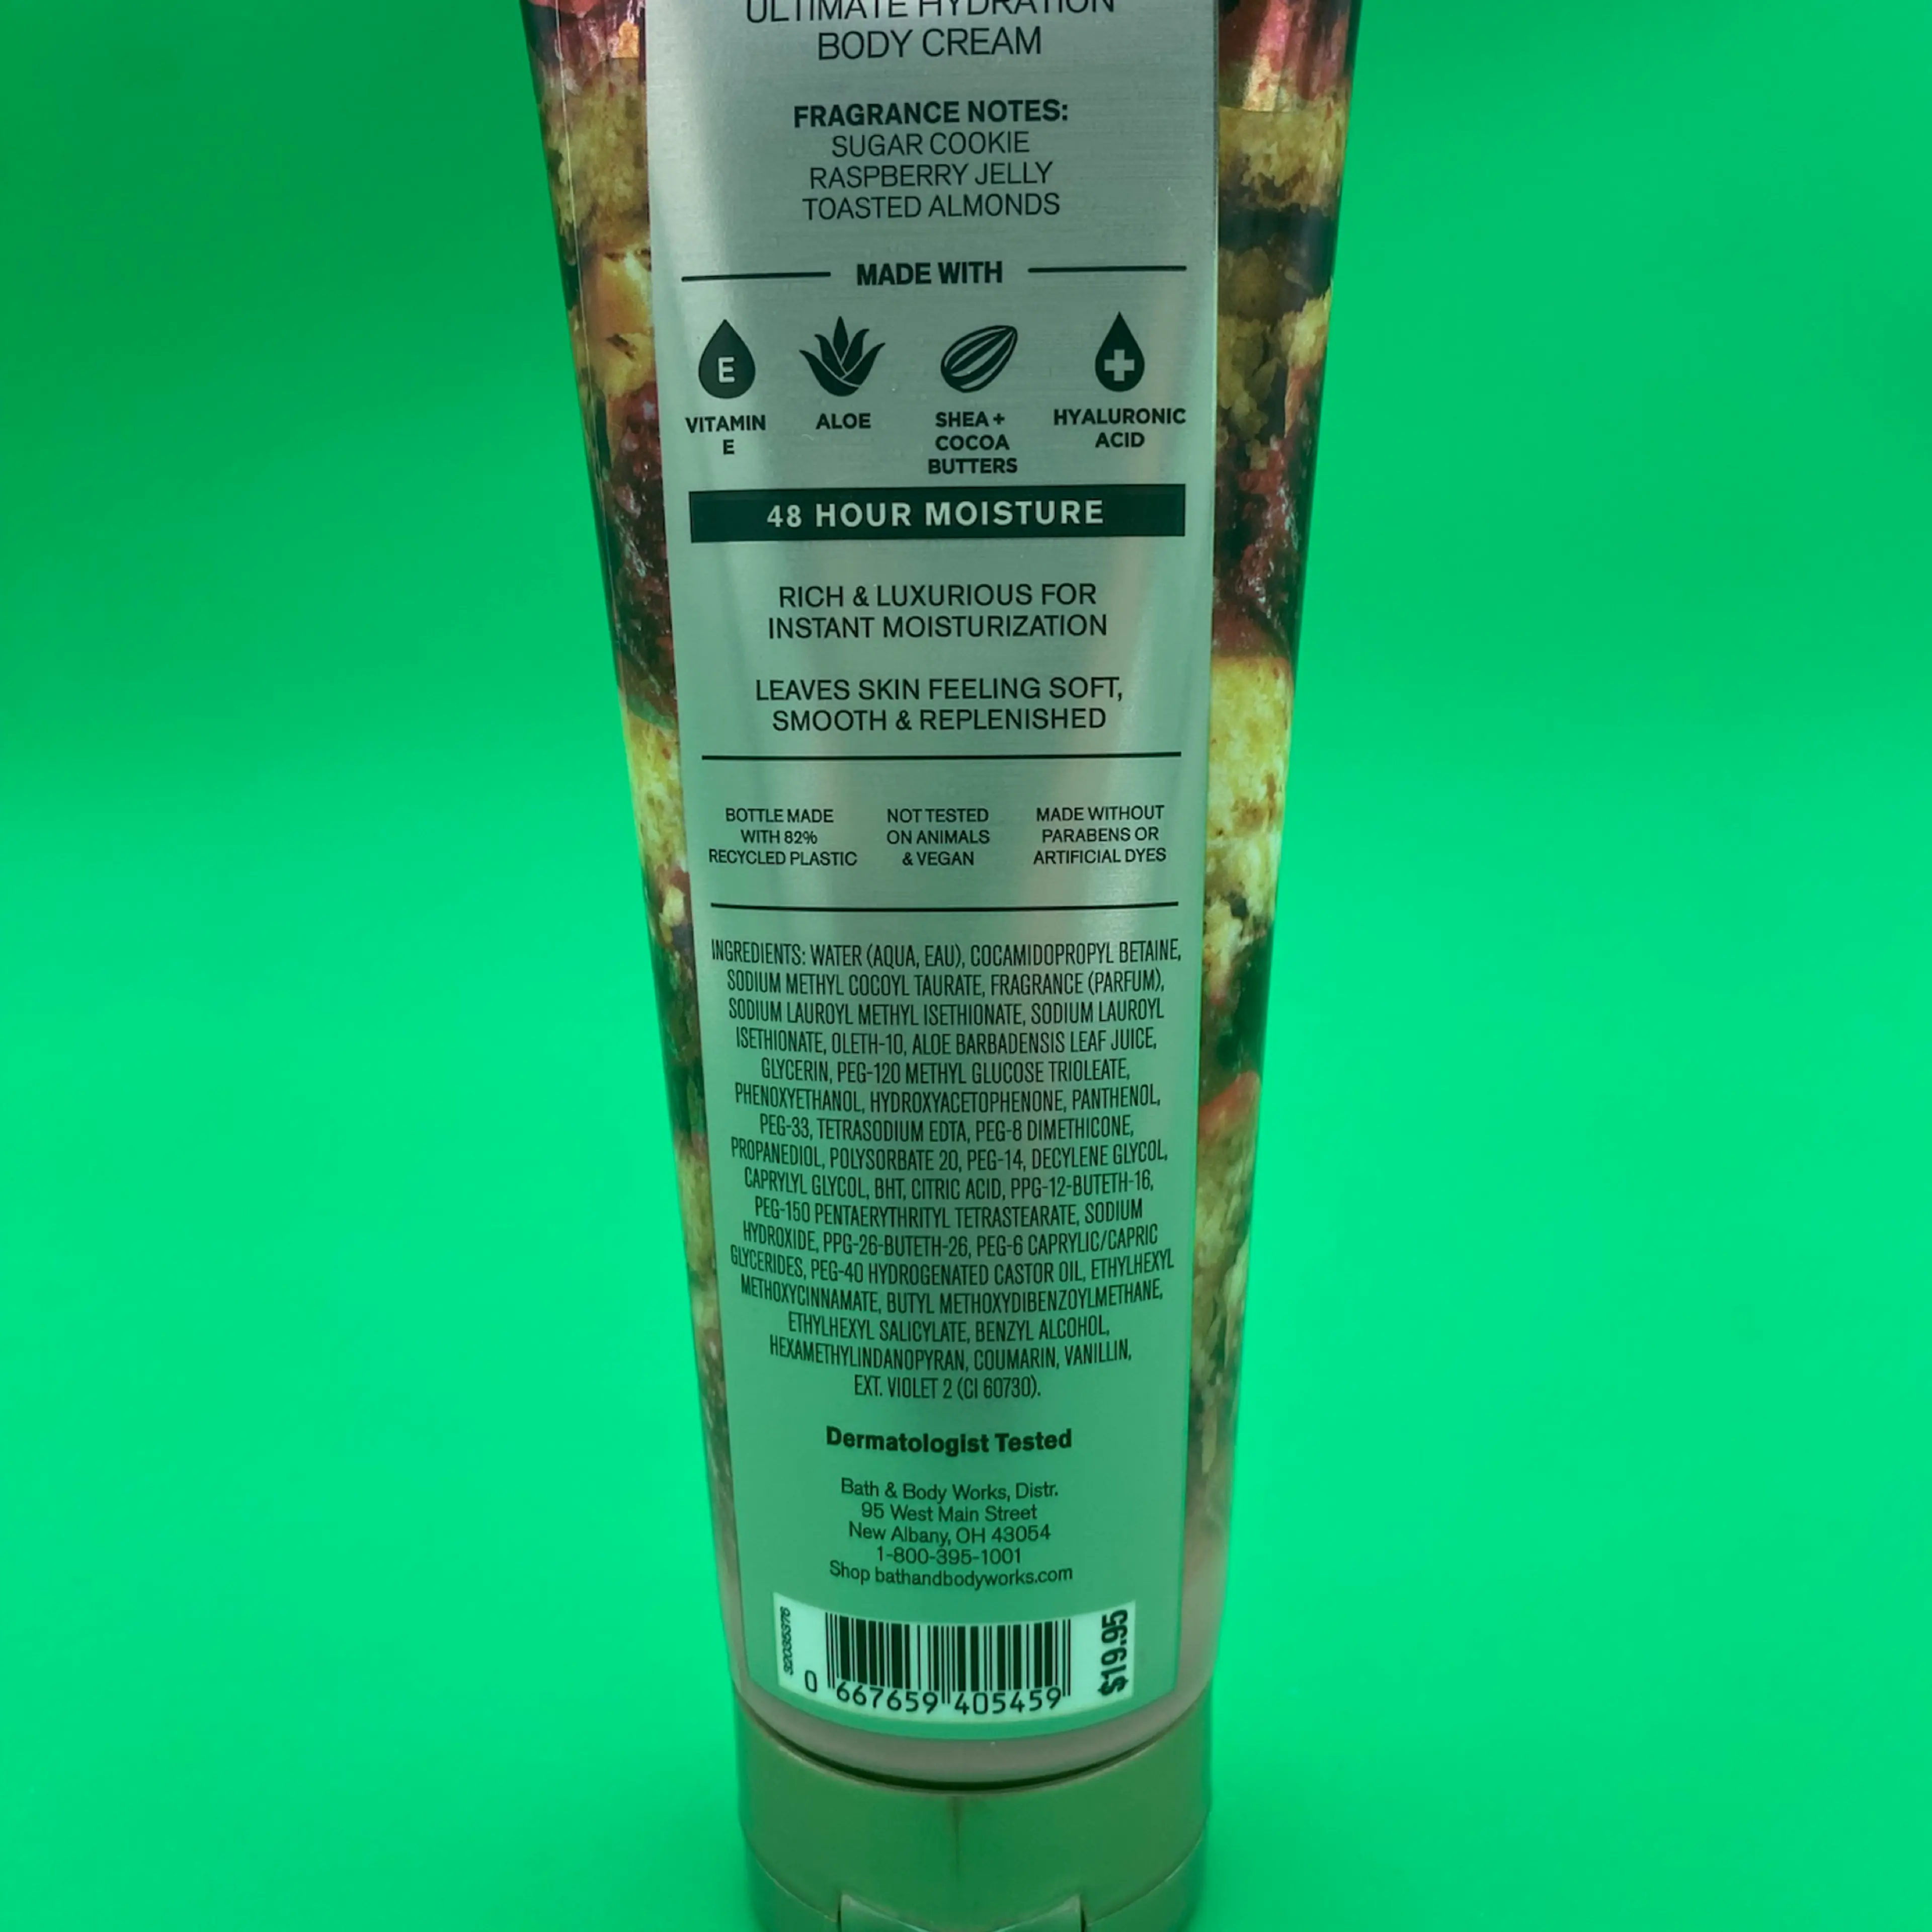 ULTIMATE HYDRATION
BODY CREAM
FRAGRANCE NOTES:
SUGAR COOKIE
RASPBERRY JELLY
TOASTED ALMONDS
MADE WITH
E
VITAMIN
E
ALOE
SHEA +
COCOA
BUTTERS
HYALURONIC
ACID
48 HOUR MOISTURE
RICH & LUXURIOUS FOR
INSTANT MOISTURIZATION
LEAVES SKIN FEELING SOFT,
SMOOTH & REPLENISHED
BOTTLE MADE
WITH 82%
RECYCLED PLASTIC
NOT TESTED
ON ANIMALS
& VEGAN
MADE WITHOUT
PARABENS OR
ARTIFICIAL DYES
INGREDIENTS: WATER (AQUA, EAU), COCAMIDOPROPYL BETAINE,
SODIUM METHYL COCOYL TAURATE, FRAGRANCE (PARFUM),
SODIUM LAUROYL METHYL ISETHIONATE, SODIUM LAUROYL
ISETHIONATE, OLETH-10, ALOE BARBADENSIS LEAF JUICE,
GLYCERIN, PEG-120 METHYL GLUCOSE TRIOLEATE,
PHENOXYETHANOL, HYDROXYACETOPHENONE, PANTHENOL,
PEG-33, TETRASODIUM EDTA, PEG-8 DIMETHICONE,
PROPANEDIOL, POLYSORBATE 20, PEG-14, DECYLENE GLYCOL,
CAPRYLYL GLYCOL, BHT, CITRIC ACID, PPG-12-BUTETH-16,
PEG-150 PENTAERYTHRITYL TETRASTEARATE, SODIUM
HYDROXIDE, PPG-26-BUTETH-26, PEG-6 CAPRYLIC/CAPRIC
GLYCERIDES, PEG-40 HYDROGENATED CASTOR OIL, ETHYLHEXYL
METHOXYCINNAMATE, BUTYL METHOXYDIBENZOYLMETHANE,
ETHYLHEXYL SALICYLATE, BENZYL ALCOHOL,
HEXAMETHYLINDANOPYRAN, COUMARIN, VANILLIN,
EXT. VIOLET 2 (CI 60730).
Dermatologist Tested
Bath & Body Works, Distr.
95 West Main Street
New Albany, OH 43054
1-800-395-1001
Shop bathandbodyworks.com
$19.95
0 667659 405459